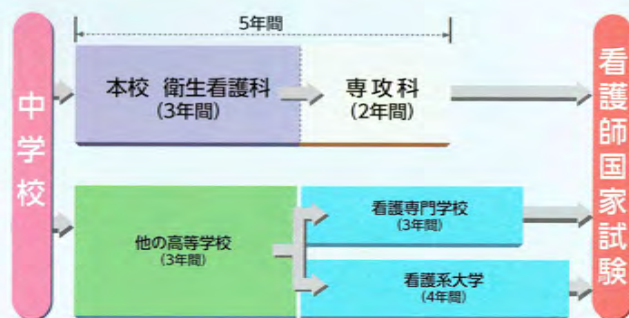 5年間
中学校
本校 衛生看護科
(3年間)
専攻科
(2年間)
看護師国家試験
他の高等学校
(3年間)
看護専門学校
(3年間)
看護系大学
(4年間)